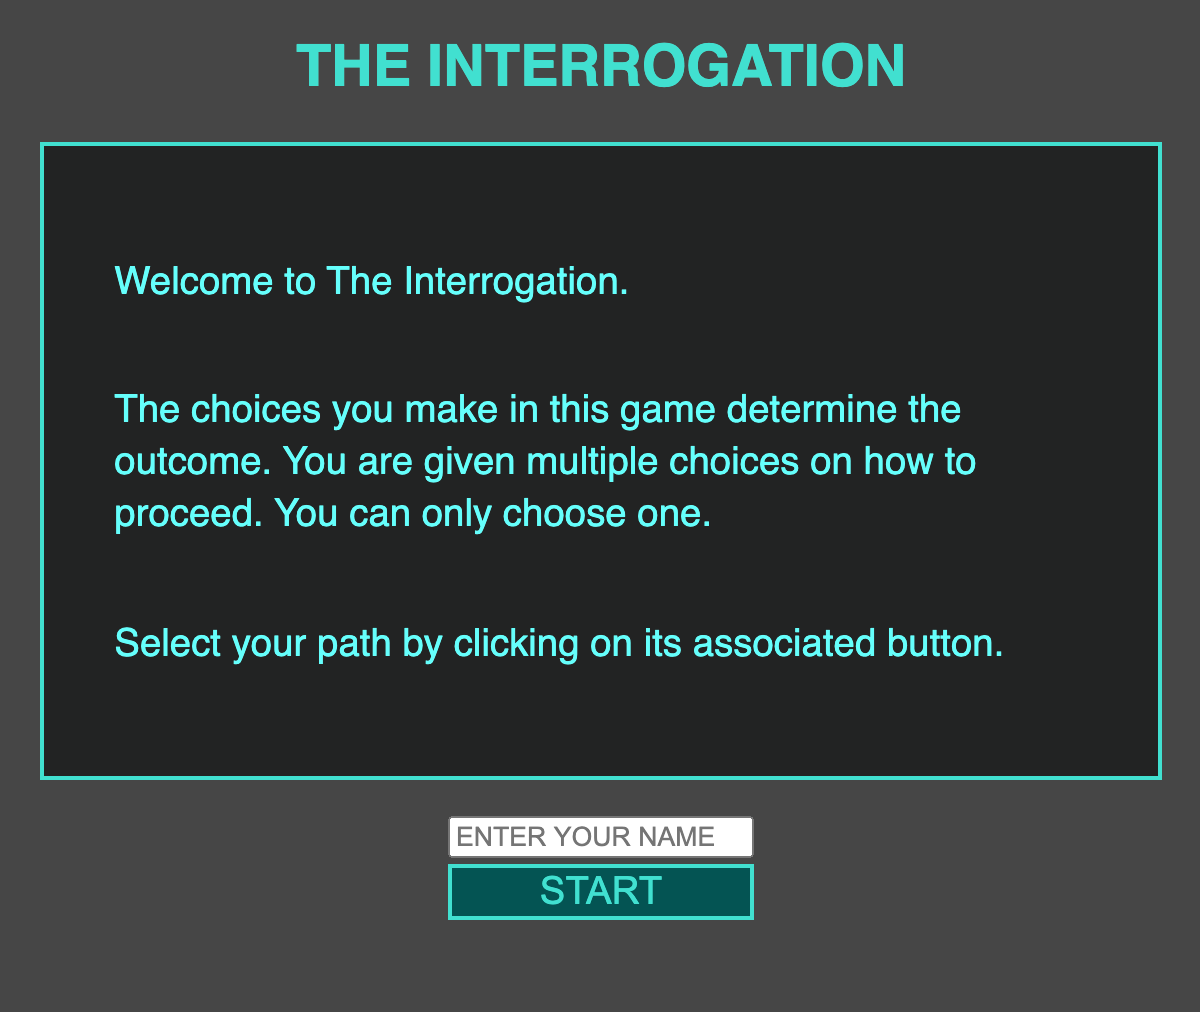 THE INTERROGATION
Welcome to The Interrogation.
The choices you make in this game determine the
outcome. You are given multiple choices on how to
proceed. You can only choose one.
Select your path by clicking on its associated button.
ENTER YOUR NAME
START